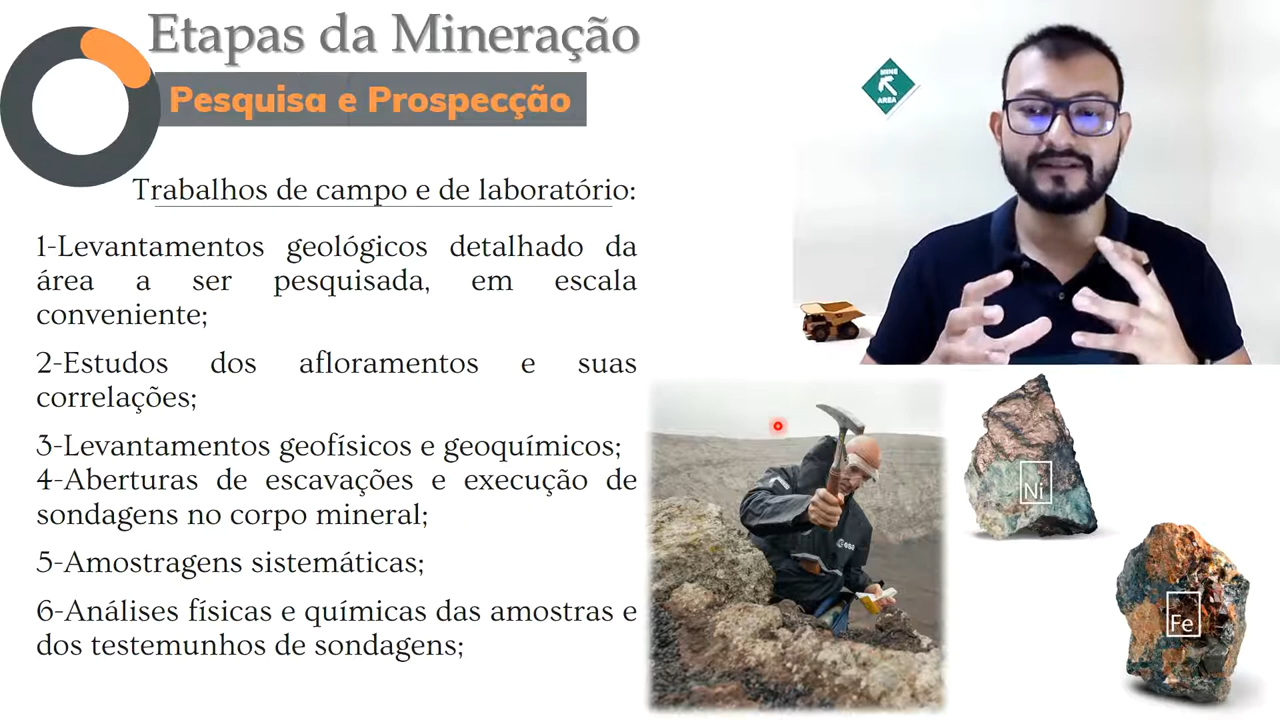 Etapas da Mineração
Pesquisa e Prospecção
MINE
AREA
Trabalhos de campo e de laboratório:
1-Levantamentos geológicos detalhado da
área a ser pesquisada, em escala
conveniente;
2-Estudos dos afloramentos e suas
correlações;
3-Levantamentos geofísicos e geoquímicos;
4-Aberturas de escavações e execução de
sondagens no corpo mineral;
5-Amostragens sistemáticas;
6-Análises físicas e químicas das amostras e
dos testemunhos de sondagens;
esa
Ni
Fe